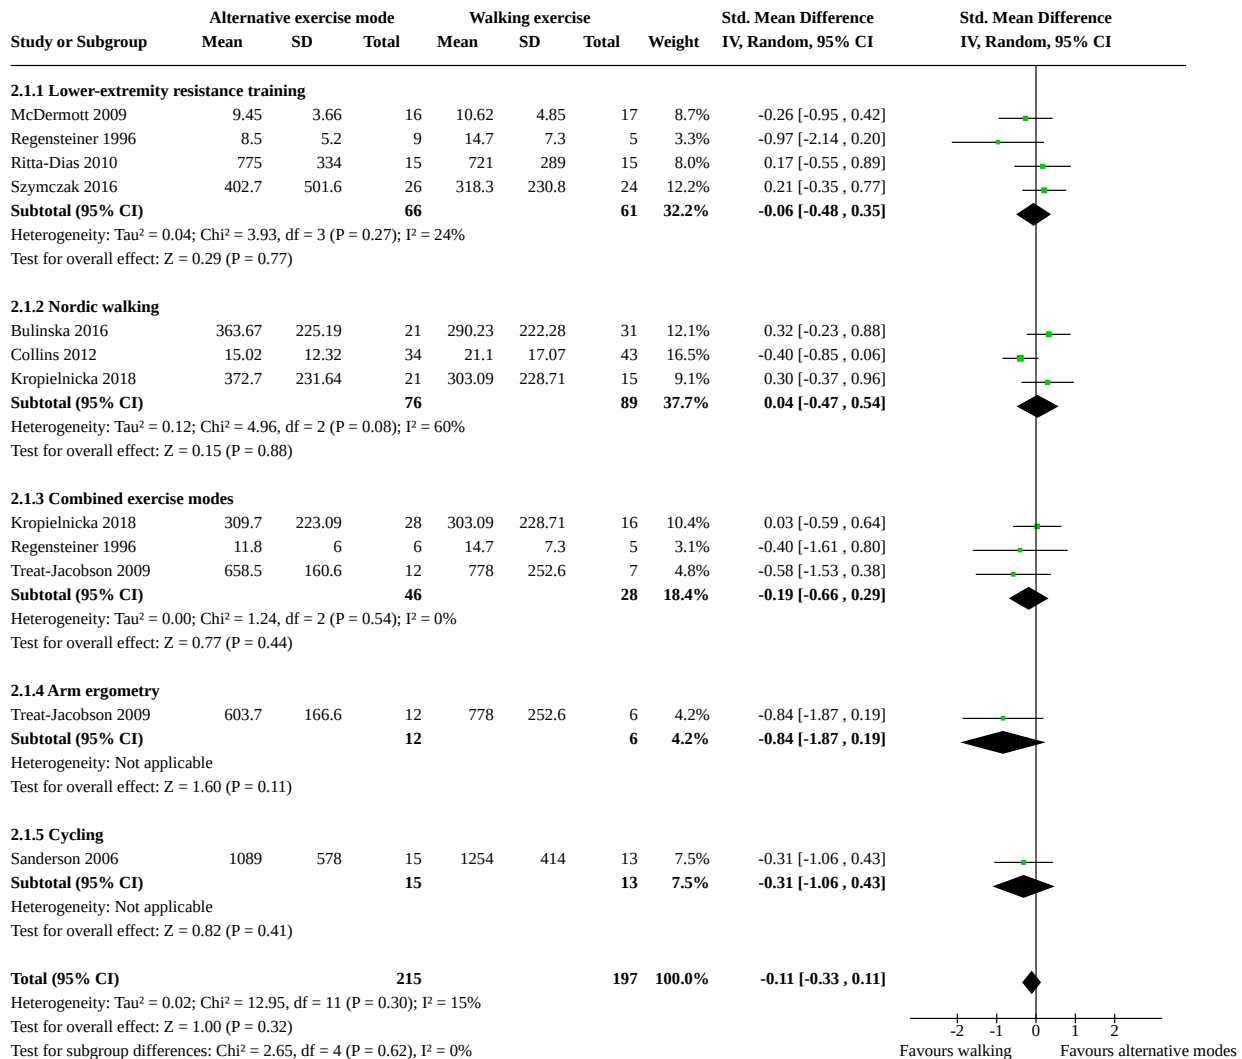 Alternative exercise mode Walking exercise Std. Mean Difference Std. Mean Difference
Study or Subgroup Mean SD Total Mean SD Total Weight IV, Random, 95% CI IV, Random, 95% CI
2.1.1 Lower-extremity resistance training
McDermott 2009 9.45 3.66 16 10.62 4.85 17 8.7% -0.26 [-0.95 , 0.42]
Regensteiner 1996 8.5 5.2 9 14.7 7.3 5 3.3% -0.97 [-2.14 , 0.20]
Ritta-Dias 2010 775 334 15 721 289 15 8.0% 0.17 [-0.55 , 0.89]
Szymczak 2016 402.7 501.6 26 318.3 230.8 24 12.2% 0.21 [-0.35 , 0.77]
Subtotal (95% CI) 66 61 32.2% -0.06 [-0.48 , 0.35]
Heterogeneity: Tau² = 0.04; Chi² = 3.93, df = 3 (P = 0.27); I² = 24%
Test for overall effect: Z = 0.29 (P = 0.77)
2.1.2 Nordic walking
Bulinska 2016 363.67 225.19 21 290.23 222.28 31 12.1% 0.32 [-0.23 , 0.88]
Collins 2012 15.02 12.32 34 21.1 17.07 43 16.5% -0.40 [-0.85 , 0.06]
Kropielnicka 2018 372.7 231.64 21 303.09 228.71 15 9.1% 0.30 [-0.37 , 0.96]
Subtotal (95% CI) 76 89 37.7% 0.04 [-0.47 , 0.54]
Heterogeneity: Tau² = 0.12; Chi² = 4.96, df = 2 (P = 0.08); I² = 60%
Test for overall effect: Z = 0.15 (P = 0.88)
2.1.3 Combined exercise modes
Kropielnicka 2018 309.7 223.09 28 303.09 228.71 16 10.4% 0.03 [-0.59 , 0.64]
Regensteiner 1996 11.8 6 6 14.7 7.3 5 3.1% -0.40 [-1.61 , 0.80]
Treat-Jacobson 2009 658.5 160.6 12 778 252.6 7 4.8% -0.58 [-1.53 , 0.38]
Subtotal (95% CI) 46 28 18.4% -0.19 [-0.66 , 0.29]
Heterogeneity: Tau² = 0.00; Chi² = 1.24, df = 2 (P = 0.54); I² = 0%
Test for overall effect: Z = 0.77 (P = 0.44)
2.1.4 Arm ergometry
Treat-Jacobson 2009 603.7 166.6 12 778 252.6 6 4.2% -0.84 [-1.87 , 0.19]
Subtotal (95% CI) 12 6 4.2% -0.84 [-1.87 , 0.19]
Heterogeneity: Not applicable
Test for overall effect: Z = 1.60 (P = 0.11)
2.1.5 Cycling
Sanderson 2006 1089 578 15 1254 414 13 7.5% -0.31 [-1.06 , 0.43]
Subtotal (95% CI) 15 13 7.5% -0.31 [-1.06 , 0.43]
Heterogeneity: Not applicable
Test for overall effect: Z = 0.82 (P = 0.41)
Total (95% CI) 215 197 100.0% -0.11 [-0.33 , 0.11]
Heterogeneity: Tau² = 0.02; Chi² = 12.95, df = 11 (P = 0.30); I² = 15%
Test for overall effect: Z = 1.00 (P = 0.32) -2 -1 0 1 2
Test for subgroup differences: Chi² = 2.65, df = 4 (P = 0.62), I² = 0% Favours walking Favours alternative modes